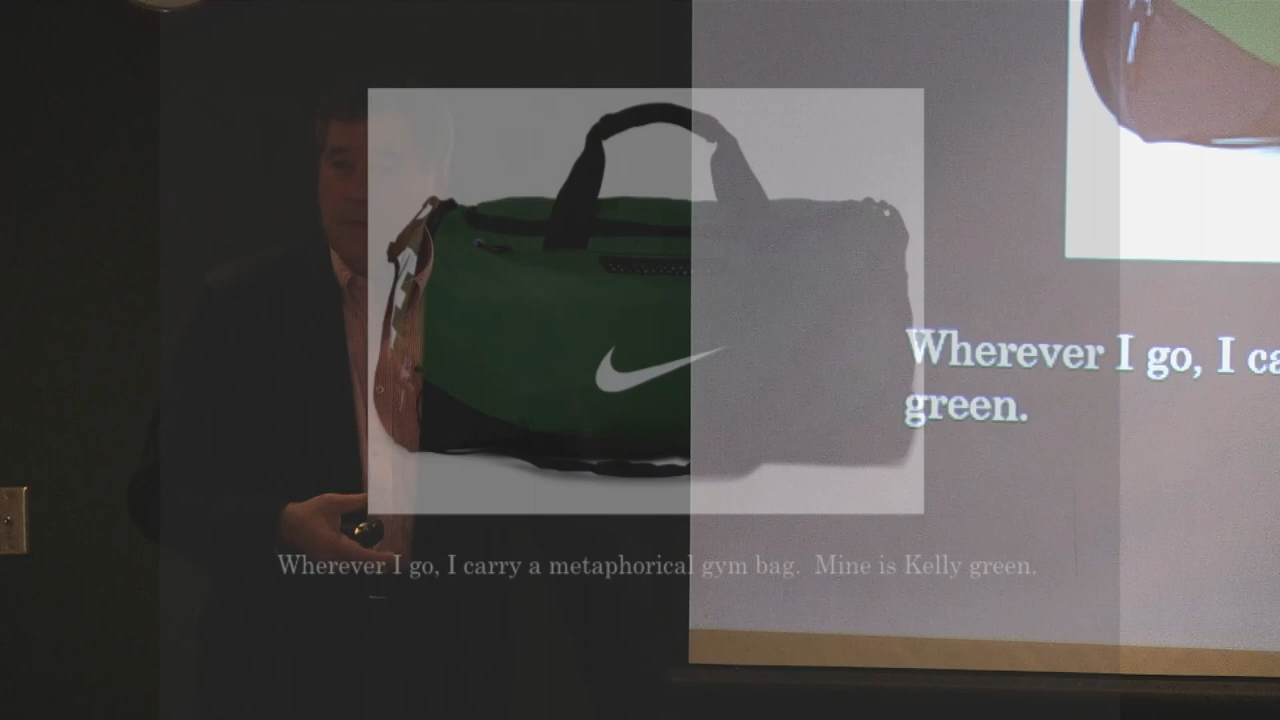 Wherever I go, I ca
green.
Wherever I go, I carry a metaphorical gym bag. Mine is Kelly green.